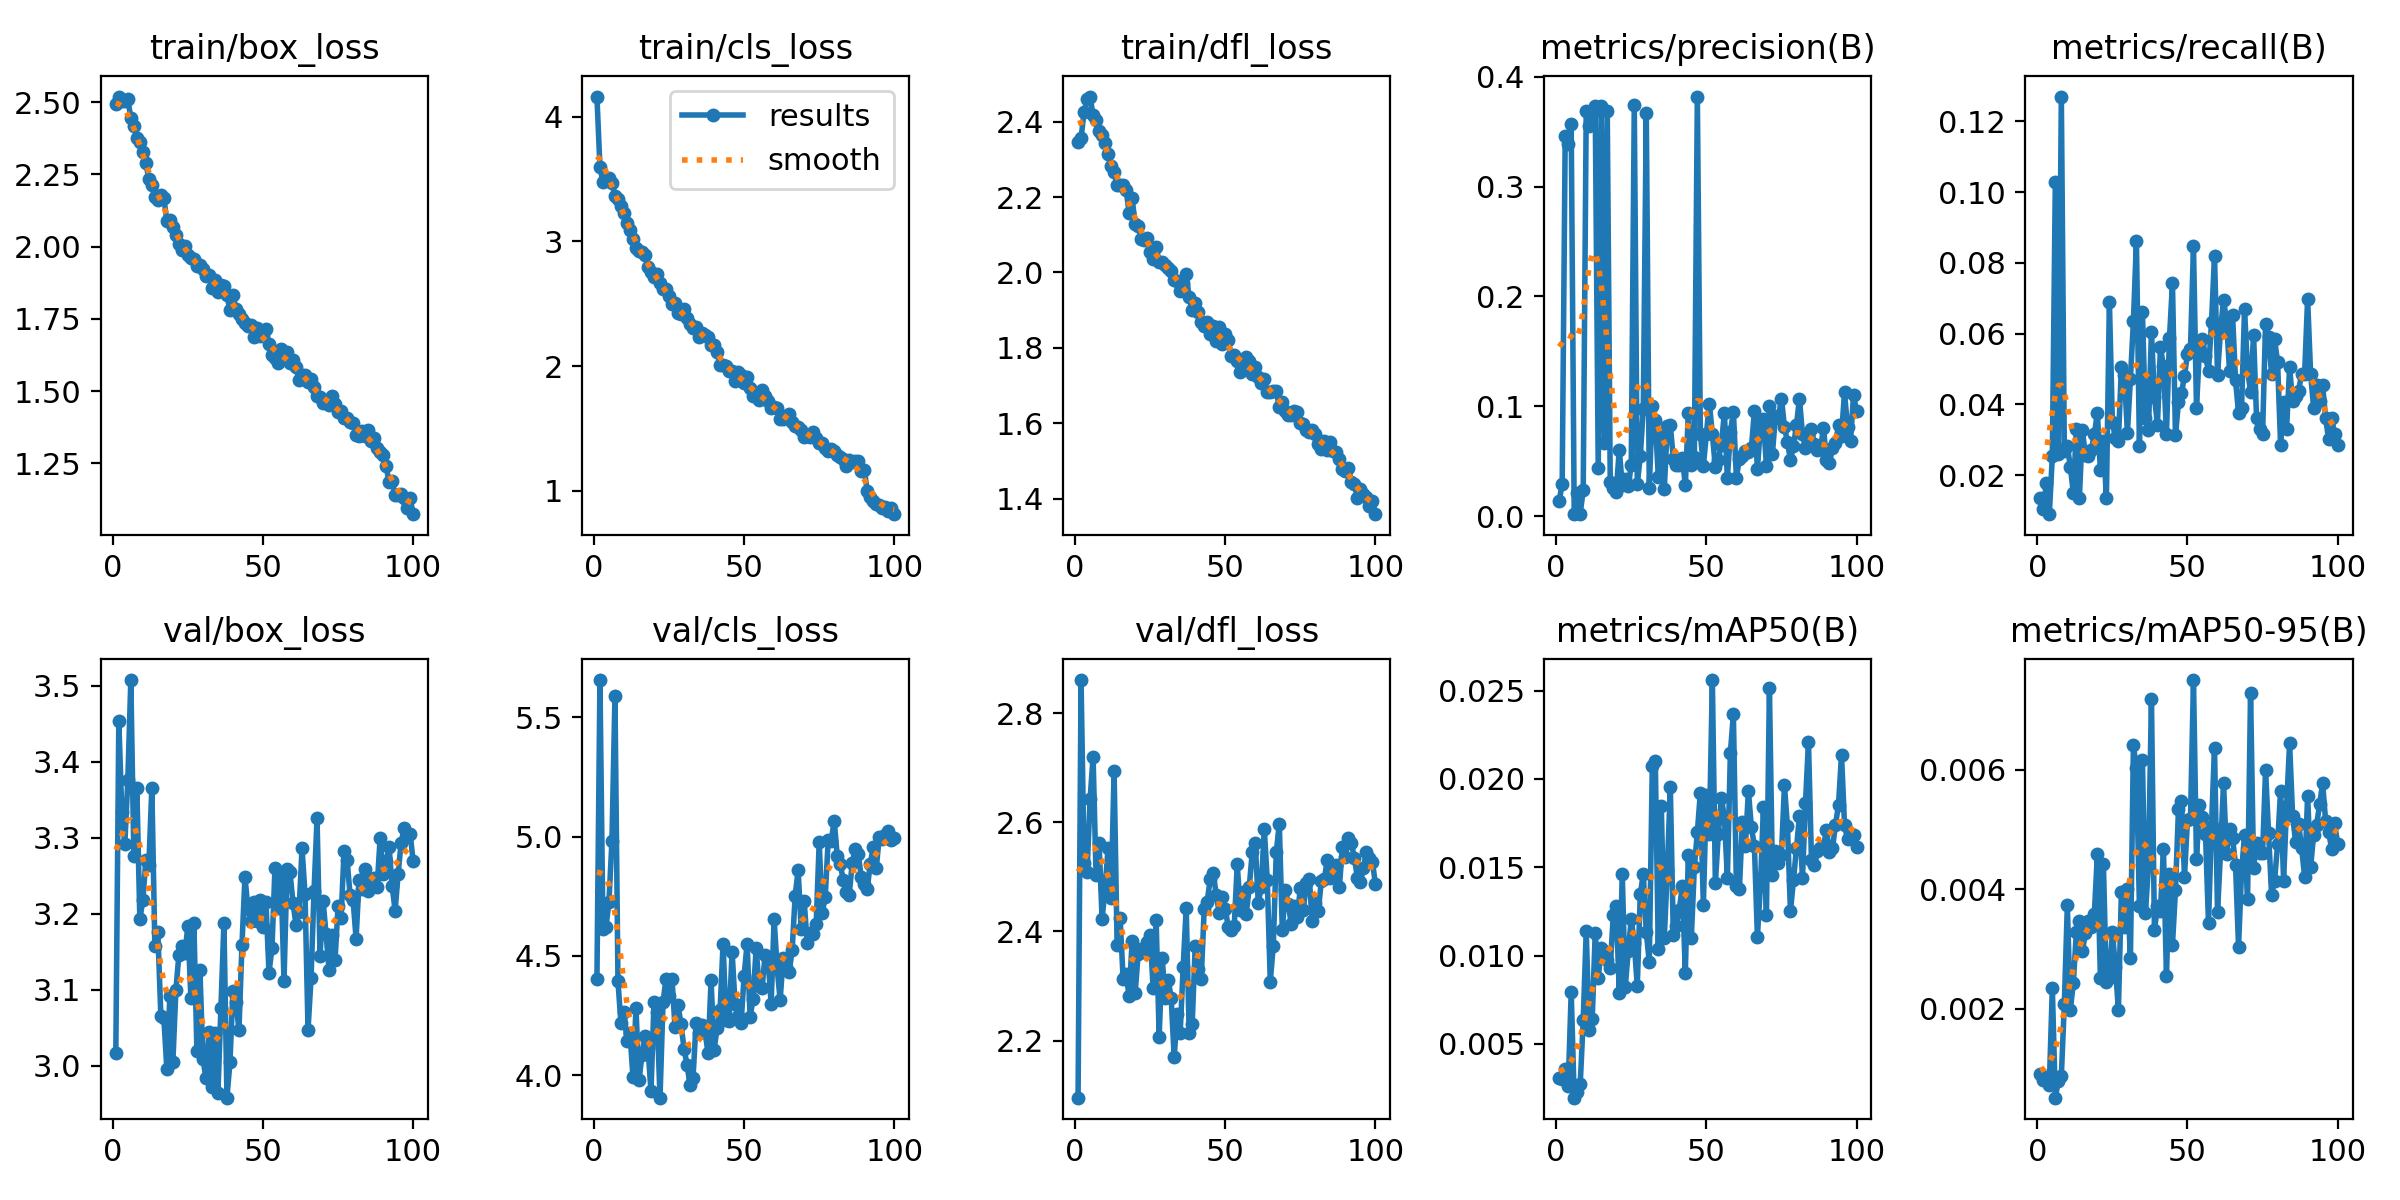 train/box_loss
2.50
2.25
2.00
1.75
1.50
1.25
0 50 100
train/cls_loss
results
smooth
4
3
2
1
0 50 100
train/dfl_loss
2.4
2.2
2.0
1.8
1.6
1.4
0 50 100
metrics/precision(B)
0.4
0.3
0.2
0.1
0.0
0 50 100
metrics/recall(B)
0.12
0.10
0.08
0.06
0.04
0.02
0 50 100
val/box_loss
3.5
3.4
3.3
3.2
3.1
3.0
0 50 100
val/cls_loss
5.5
5.0
4.5
4.0
0 50 100
val/dfl_loss
2.8
2.6
2.4
2.2
0 50 100
metrics/mAP50(B)
0.025
0.020
0.015
0.010
0.005
0 50 100
metrics/mAP50-95(B)
0.006
0.004
0.002
0 50 100